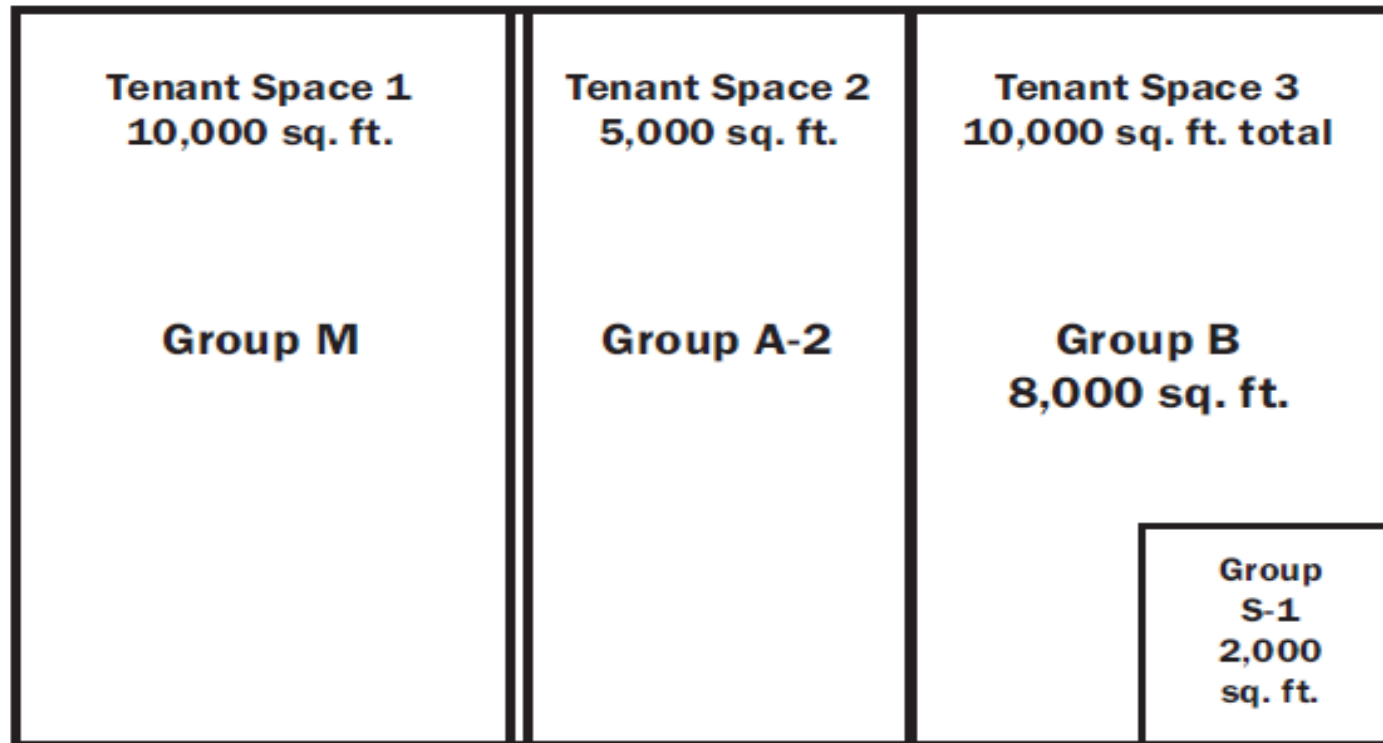 Tenant Space 1
10,000 sq. ft.
Group M
Tenant Space 2
5,000 sq. ft.
Group A-2
Tenant Space 3
10,000 sq. ft. total
Group B
8,000 sq. ft.
Group
S-1
2,000
sq. ft.